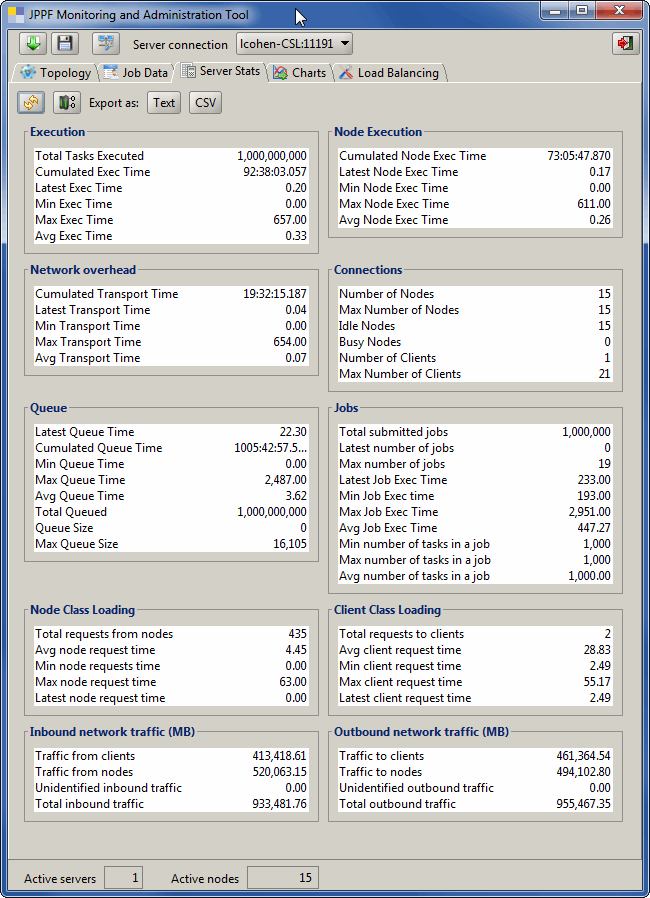 JPPF Monitoring and Administration Tool
Server connection lcohen-CSL:11191
Topology Job Data Server Stats Charts Load Balancing
Export as: Text CSV
Execution
Total Tasks Executed 1,000,000,000
Cumulated Exec Time 92:38:03.057
Latest Exec Time 0.20
Min Exec Time 0.00
Max Exec Time 657.00
Avg Exec Time 0.33
Node Execution
Cumulated Node Exec Time 73:05:47.870
Latest Node Exec Time 0.17
Min Node Exec Time 0.00
Max Node Exec Time 611.00
Avg Node Exec Time 0.26
Network overhead
Cumulated Transport Time 19:32:15.187
Latest Transport Time 0.04
Min Transport Time 0.00
Max Transport Time 654.00
Avg Transport Time 0.07
Connections
Number of Nodes 15
Max Number of Nodes 15
Idle Nodes 15
Busy Nodes 0
Number of Clients 1
Max Number of Clients 21
Queue
Latest Queue Time 22.30
Cumulated Queue Time 1005:42:57.5...
Min Queue Time 0.00
Max Queue Time 2,487.00
Avg Queue Time 3.62
Total Queued 1,000,000,000
Queue Size 0
Max Queue Size 16,105
Jobs
Total submitted jobs 1,000,000
Latest number of jobs 0
Max number of jobs 19
Latest Job Exec Time 233.00
Min Job Exec time 193.00
Max Job Exec Time 2,951.00
Avg Job Exec Time 447.27
Min number of tasks in a job 1,000
Max number of tasks in a job 1,000
Avg number of tasks in a job 1,000.00
Node Class Loading
Total requests from nodes 435
Avg node request time 4.45
Min node requests time 0.00
Max node request time 63.00
Latest node request time 0.00
Client Class Loading
Total requests to clients 2
Avg client request time 28.83
Min client request time 2.49
Max client request time 55.17
Latest client request time 2.49
Inbound network traffic (MB)
Traffic from clients 413,418.61
Traffic from nodes 520,063.15
Unidentified inbound traffic 0.00
Total inbound traffic 933,481.76
Outbound network traffic (MB)
Traffic to clients 461,364.54
Traffic to nodes 494,102.80
Unidentified outbound traffic 0.00
Total outbound traffic 955,467.35
Active servers 1 Active nodes 15